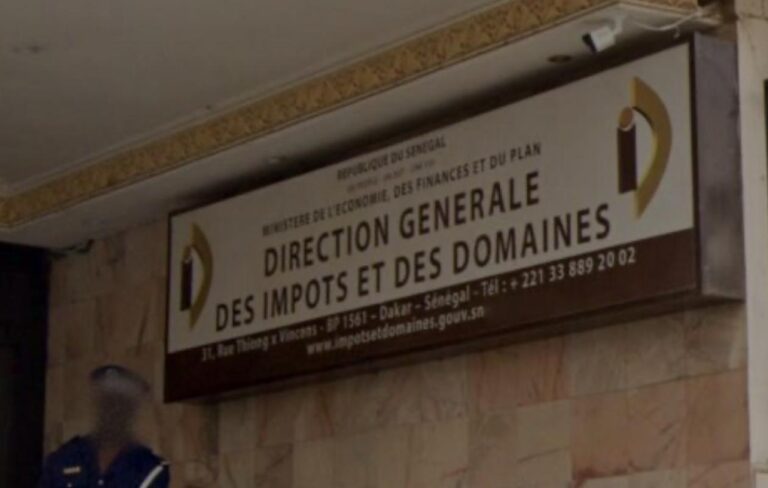 REPUBLIQUE DU SENEGAL
MINISTERE DE L'ECONOMIE, DES FINANCES ET DU PLAN
DIRECTION GENERALE
DES IMPOTS ET DES DOMAINES
31, Rue Thiong x Vincens - BP 1561 - Dakar - Sénégal - Tél : + 221 33 889 20 02
www.impotsetdomaines.gouv.sn